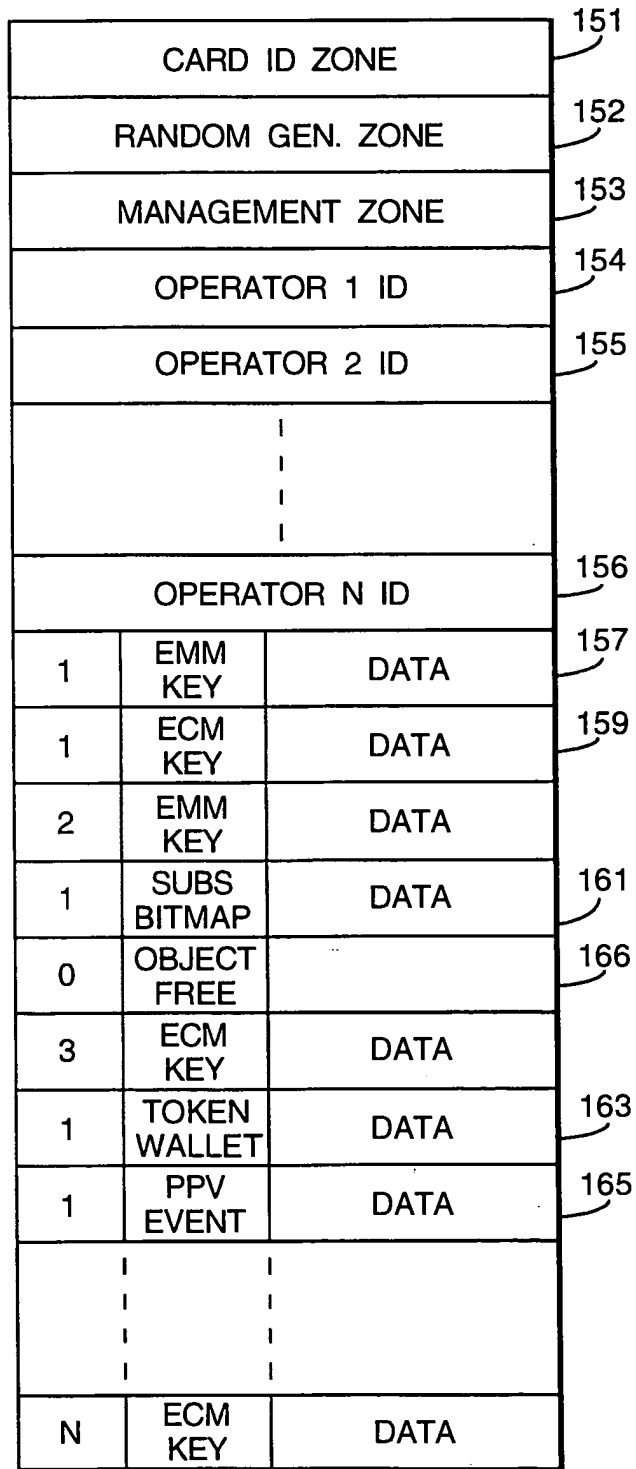 151
CARD ID ZONE
152
RANDOM GEN. ZONE
153
MANAGEMENT ZONE
154
OPERATOR 1 ID
155
OPERATOR 2 ID
156
OPERATOR N ID
157
1 EMM KEY DATA
159
1 ECM KEY DATA
2 EMM KEY DATA
161
1 SUBS BITMAP DATA
166
0 OBJECT FREE
3 ECM KEY DATA
163
1 TOKEN WALLET DATA
165
1 PPV EVENT DATA
N ECM KEY DATA